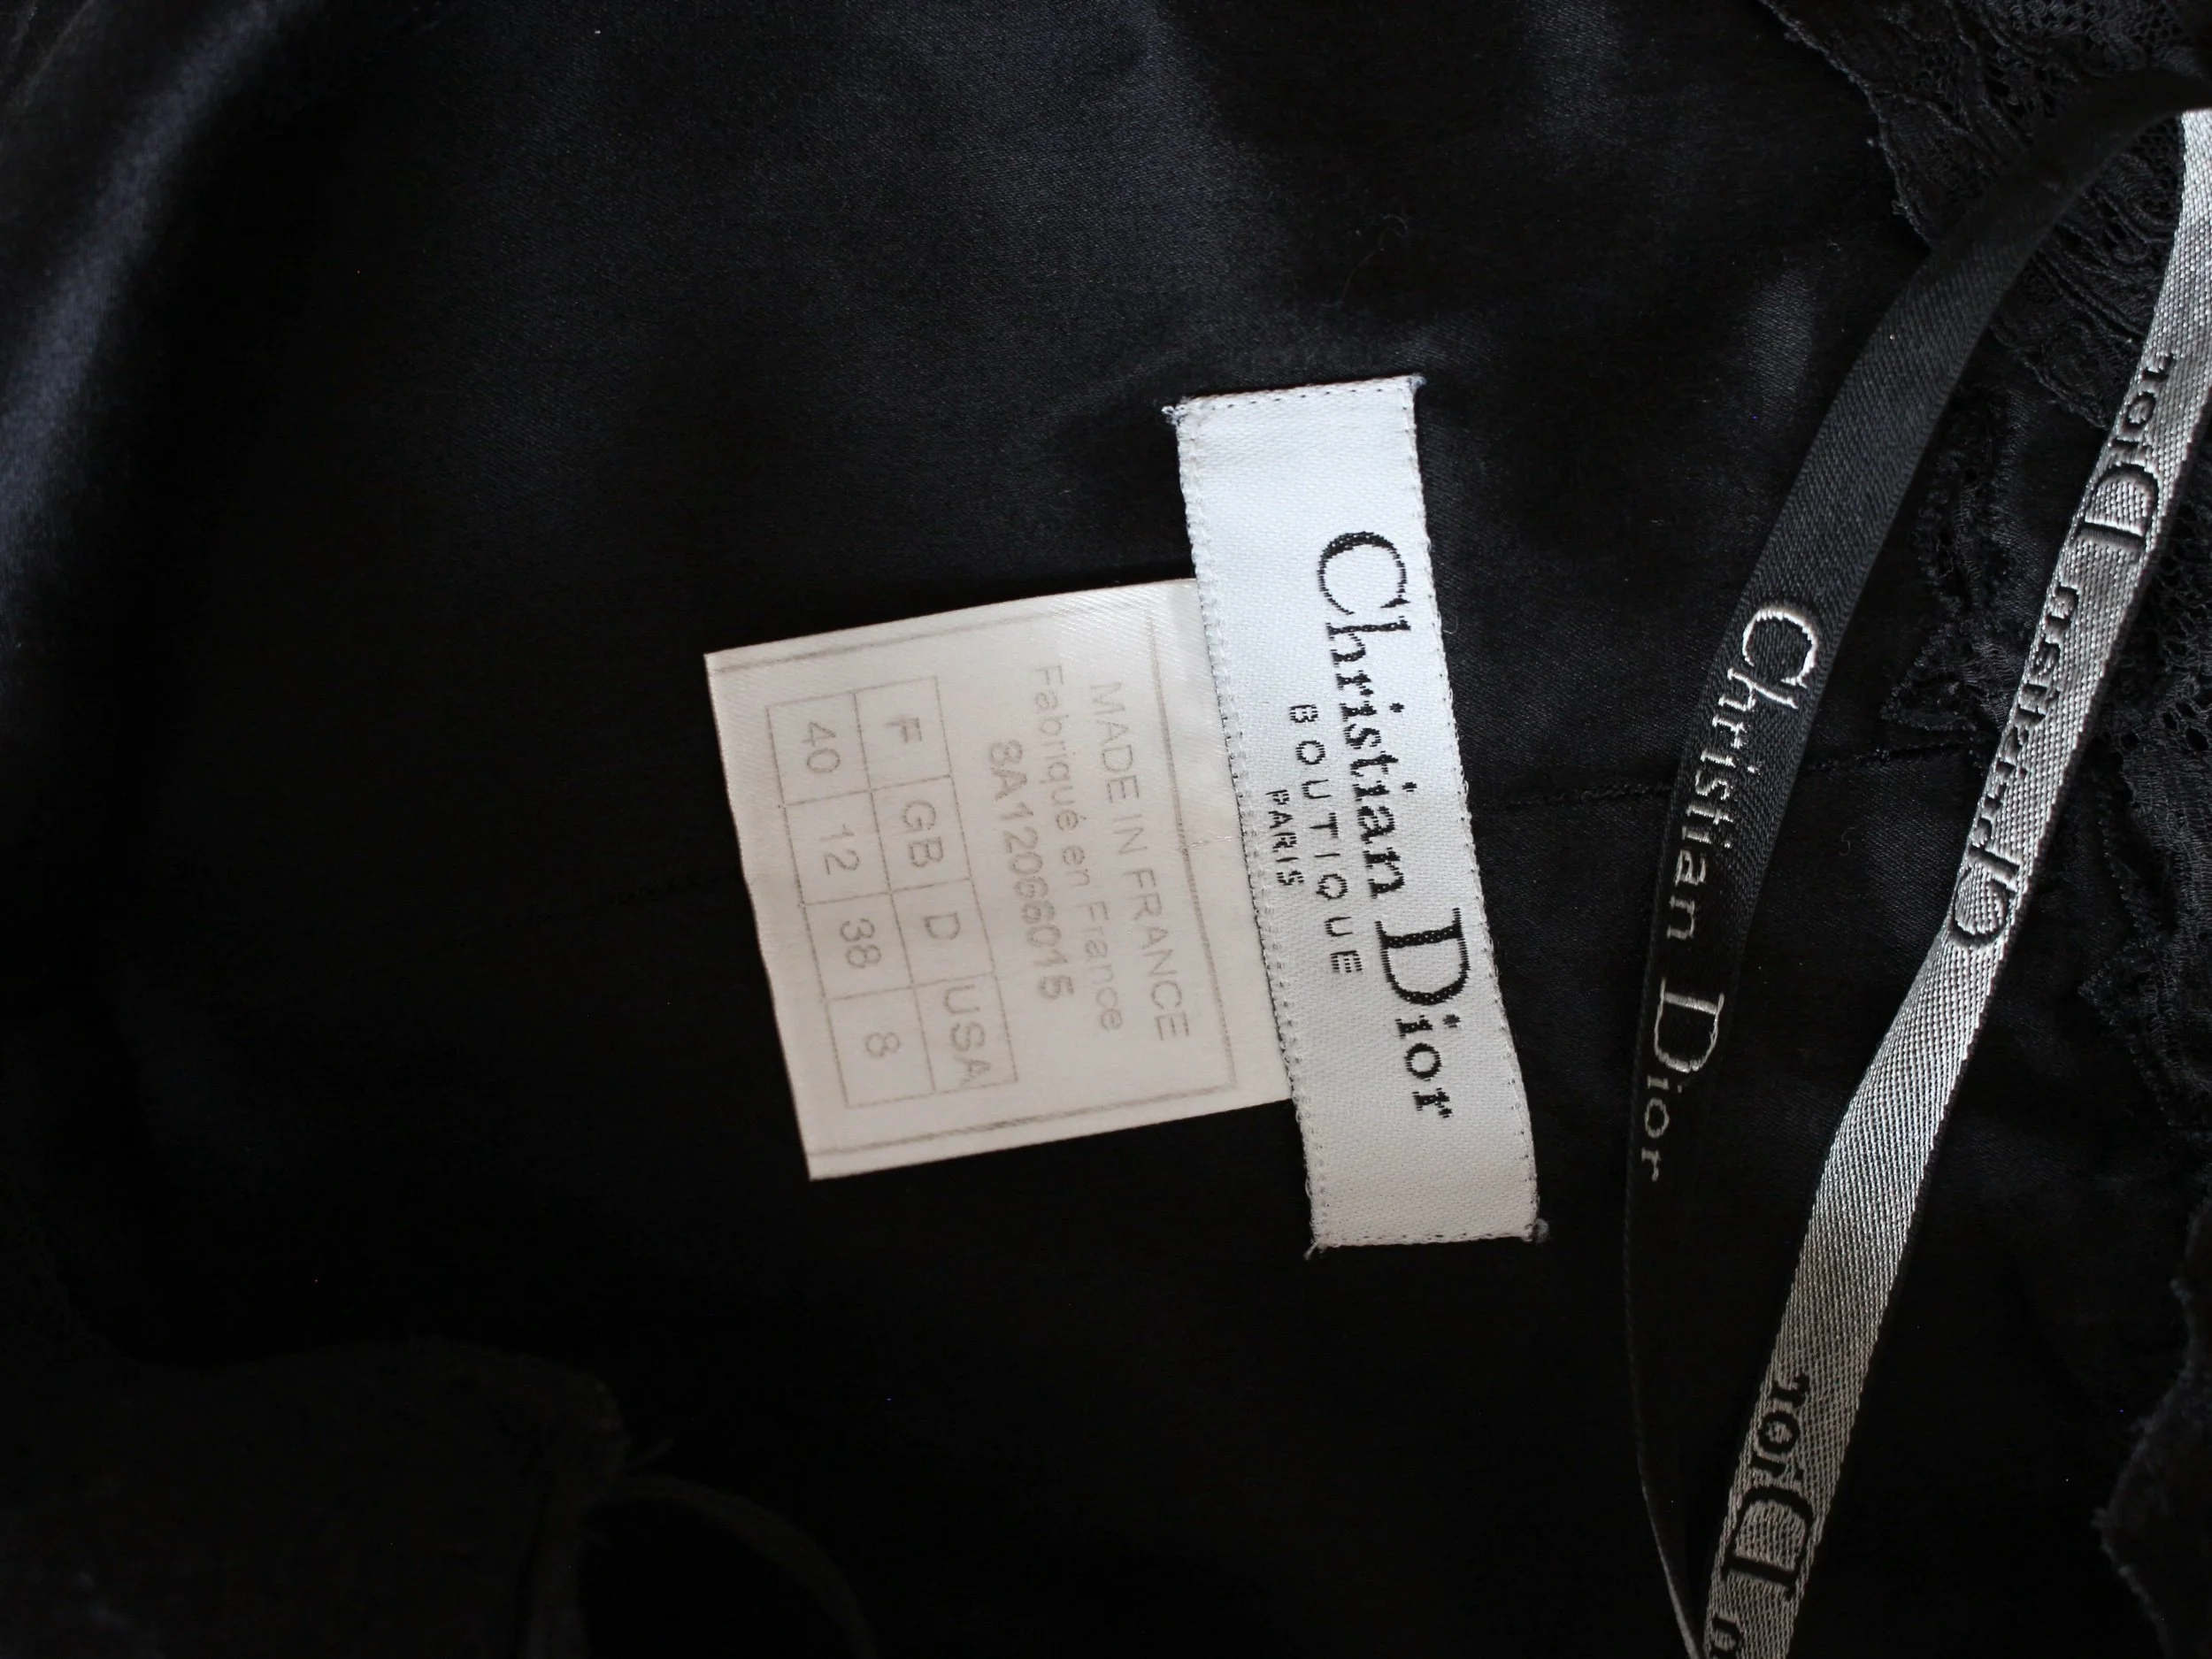 Christian Dior
BOUTIQUE
PARIS
MADE IN FRANCE
Fabriqué en France
8A12066015
F GB D USA
40 12 38 8
Christian Dior
Christian Dior
Dior